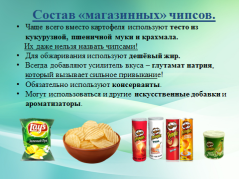 Состав «магазинных» чипсов.
• Чаще всего вместо картофеля используют тесто из
кукурузной, пшеничной муки и крахмала.
Их даже нельзя назвать чипсами!
• Для обжаривания используют дешёвый жир.
• Всегда добавляют усилитель вкуса – глутамат натрия,
который вызывает сильное привыкание!
• Обязательно используют консерванты.
• Могут использоваться и другие искусственные добавки и
ароматизаторы.
Lay's